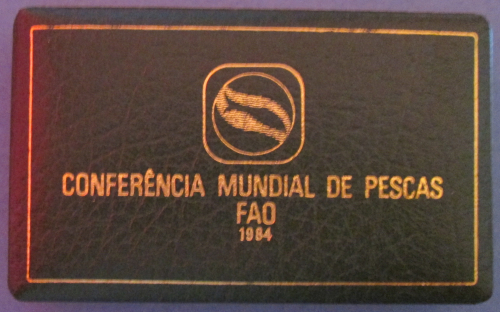 CONFERÊNCIA MUNDIAL DE PESCAS
FAO
1984